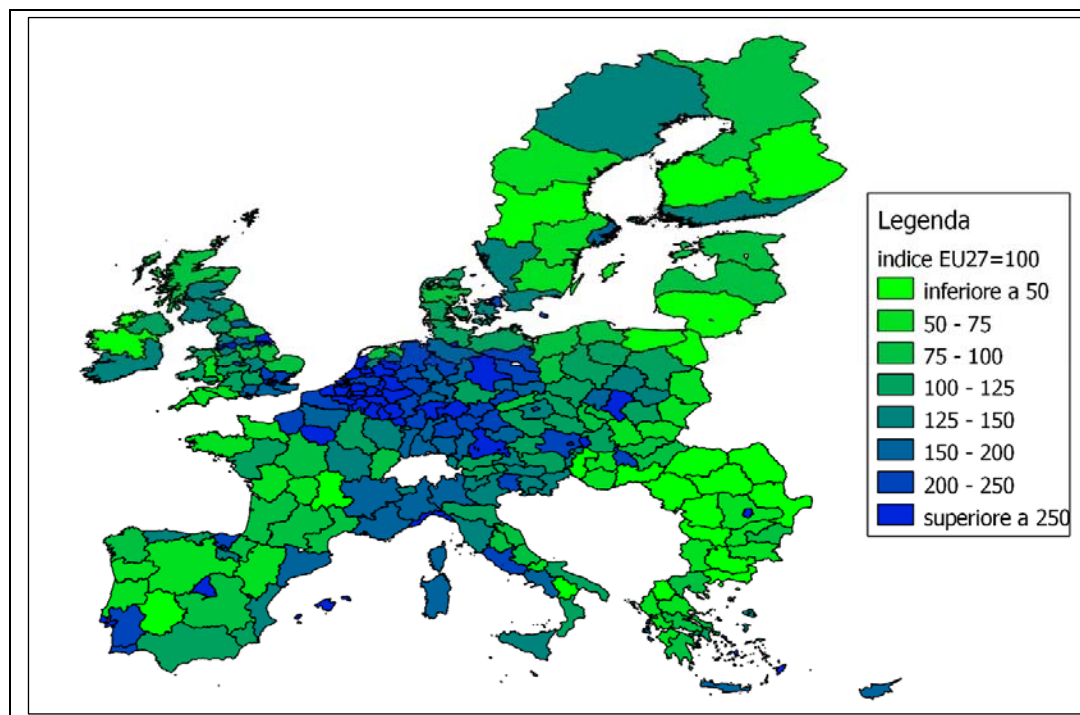 Legenda
indice EU27=100
inferiore a 50
50 - 75
75 - 100
100 - 125
125 - 150
150 - 200
200 - 250
superiore a 250